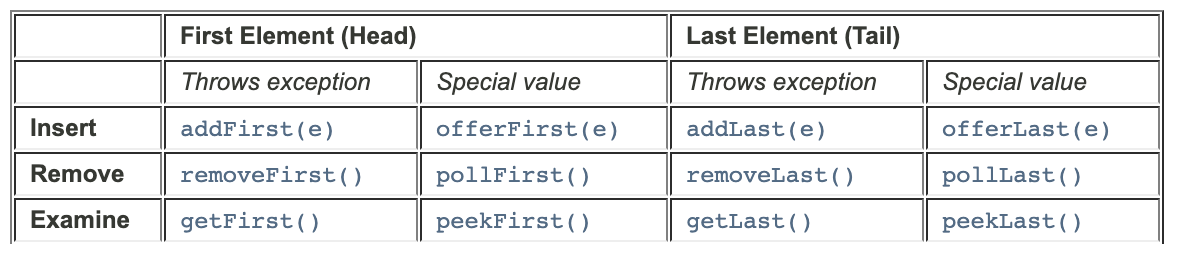 First Element (Head) Last Element (Tail)
Throws exception Special value Throws exception Special value
Insert addFirst(e) offerFirst(e) addLast(e) offerLast(e)
Remove removeFirst() pollFirst() removeLast() pollLast()
Examine getFirst() peekFirst() getLast() peekLast()